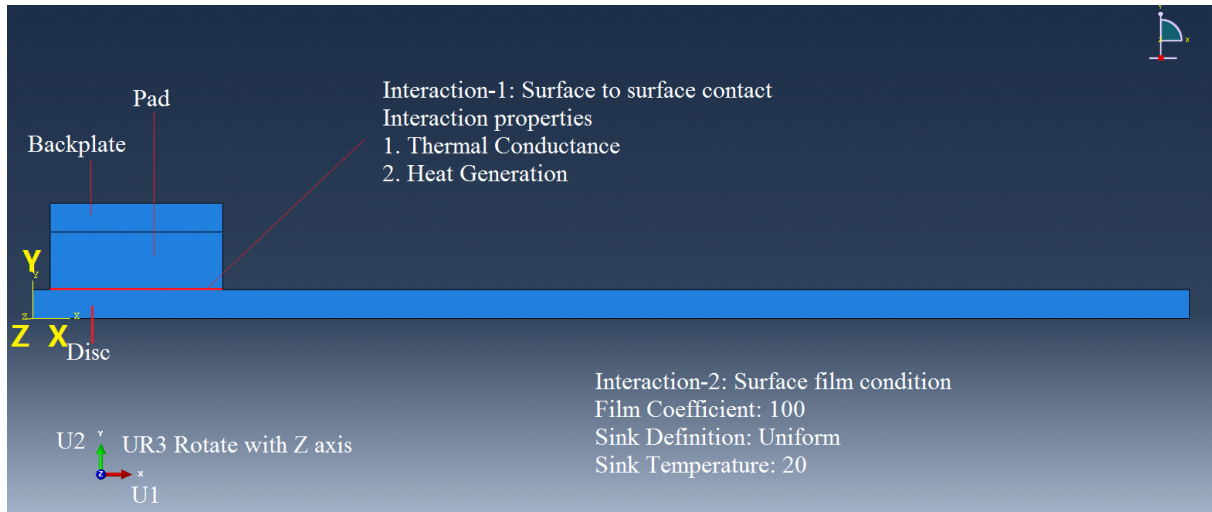 Y
x
Pad
Interaction-1: Surface to surface contact
Interaction properties
1. Thermal Conductance
2. Heat Generation
Backplate
Y
Y
Z
X
X
Z
Disc
Interaction-2: Surface film condition
Film Coefficient: 100
Sink Definition: Uniform
Sink Temperature: 20
U2
Y
UR3 Rotate with Z axis
Z
X
U1